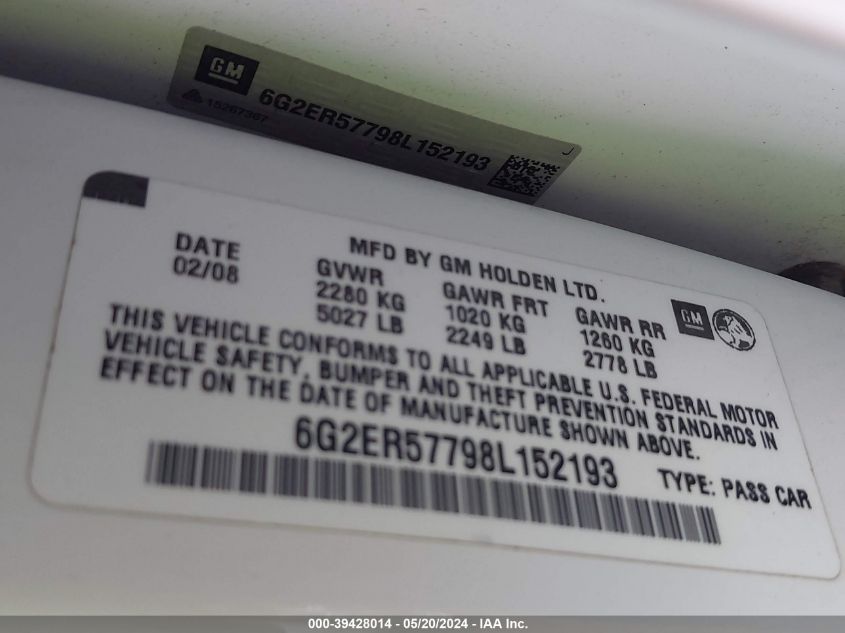 GM
15267367
6G2ER57798L152193
J
DATE
02/08
MFD BY GM HOLDEN LTD.
GVWR
2280 KG
5027 LB
GAWR FRT
1020 KG
2249 LB
GAWR RR
1260 KG
2778 LB
GM
THIS VEHICLE CONFORMS TO ALL APPLICABLE U.S. FEDERAL MOTOR
VEHICLE SAFETY, BUMPER AND THEFT PREVENTION STANDARDS IN
EFFECT ON THE DATE OF MANUFACTURE SHOWN ABOVE.
6G2ER57798L152193
TYPE: PASS CAR
000-39428014 - 05/20/2024 - IAA Inc.